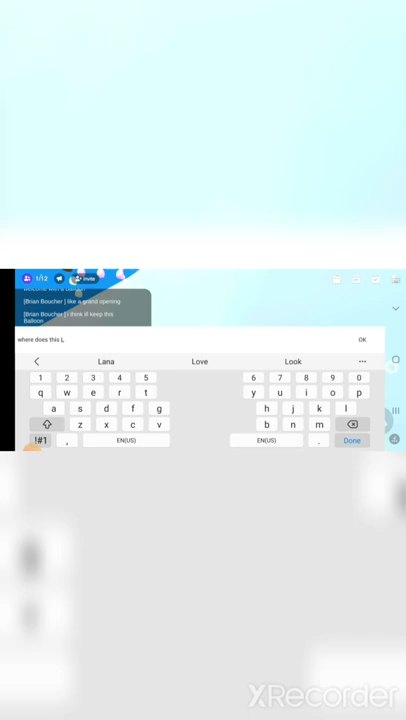 1/12 Invite
[Brian Boucher ] like a grand opening
[Brian Boucher ] i think ill keep this
Balloon
where does this L OK
Lana Love Look
1 2 3 4 5 6 7 8 9 0
q w e r t y u i o p
a s d f g h j k l
z x c v b n m
!#1 , EN(US) EN(US) . Done
XRecorder